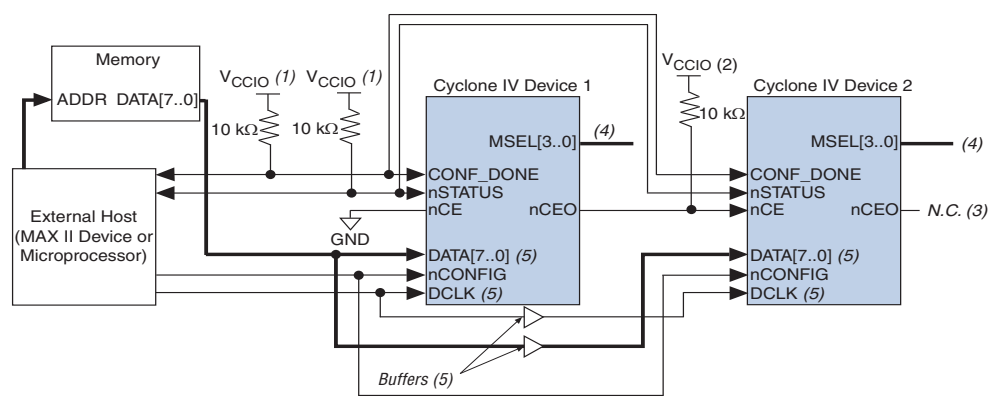 Memory
ADDR DATA[7..0]
External Host
(MAX II Device or
Microprocessor)
VCCIO (1)
10 kΩ
VCCIO (1)
10 kΩ
GND
Cyclone IV Device 1
MSEL[3..0]
(4)
CONF_DONE
nSTATUS
nCE
nCEO
DATA[7..0] (5)
nCONFIG
DCLK (5)
VCCIO (2)
10 kΩ
Cyclone IV Device 2
MSEL[3..0]
(4)
CONF_DONE
nSTATUS
nCE
nCEO
N.C. (3)
DATA[7..0] (5)
nCONFIG
DCLK (5)
Buffers (5)